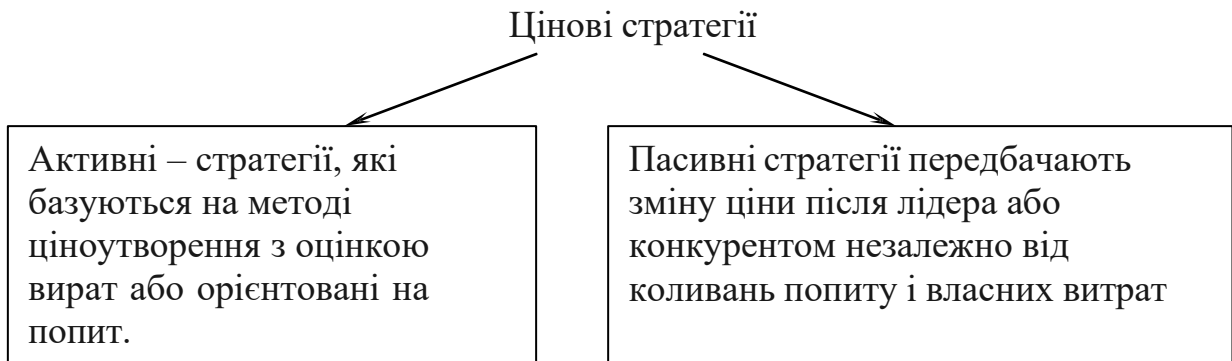 Цінові стратегії
Активні – стратегії, які
базуються на методі
ціноутворення з оцінкою
вират або орієнтовані на
попит.
Пасивні стратегії передбачають
зміну ціни після лідера або
конкурентом незалежно від
коливань попиту і власних витрат